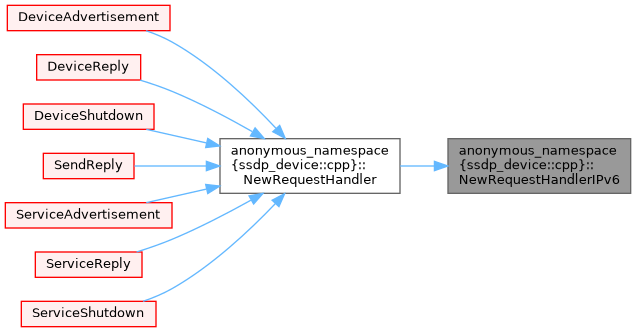 DeviceAdvertisement
DeviceReply
DeviceShutdown
SendReply
ServiceAdvertisement
ServiceReply
ServiceShutdown
anonymous_namespace
{ssdp_device::cpp}::
NewRequestHandler
anonymous_namespace
{ssdp_device::cpp}::
NewRequestHandlerIPv6